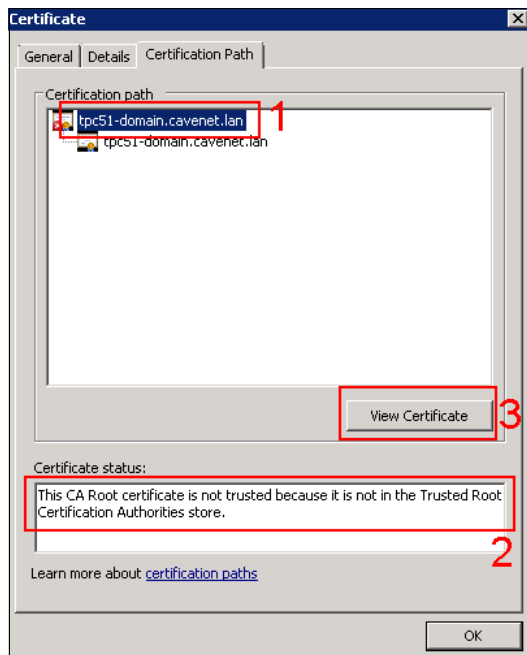 Certificate
General
Details
Certification Path
Certification path
tpc51-domain.cavenet.lan
1
tpc51-domain.cavenet.lan
View Certificate
3
Certificate status:
This CA Root certificate is not trusted because it is not in the Trusted Root
Certification Authorities store.
2
Learn more about certification paths
OK